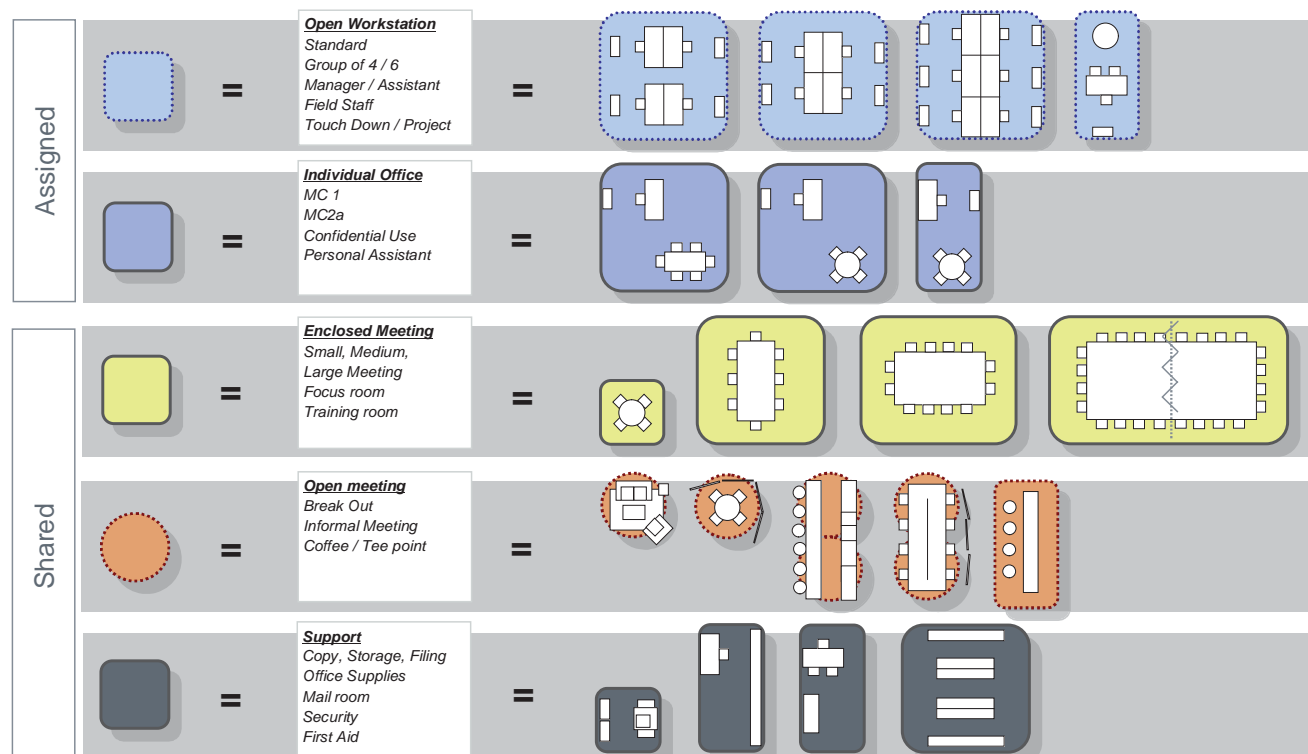 Assigned
Open Workstation
Standard
Group of 4 / 6
Manager / Assistant
Field Staff
Touch Down / Project
=
=
Individual Office
MC 1
MC2a
Confidential Use
Personal Assistant
=
=
Shared
Enclosed Meeting
Small, Medium,
Large Meeting
Focus room
Training room
=
=
Open meeting
Break Out
Informal Meeting
Coffee / Tee point
=
=
Support
Copy, Storage, Filing
Office Supplies
Mail room
Security
First Aid
=
=